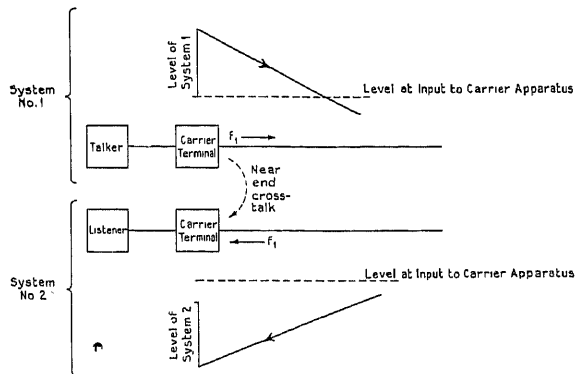 Level of
System 1
Level at Input to Carrier Apparatus
System
No.1
F₁
Talker
Carrier
Terminal
Near
end
cross-
talk
Listener
Carrier
Terminal
F₁
Level at Input to Carrier Apparatus
System
No 2
Level of
System 2